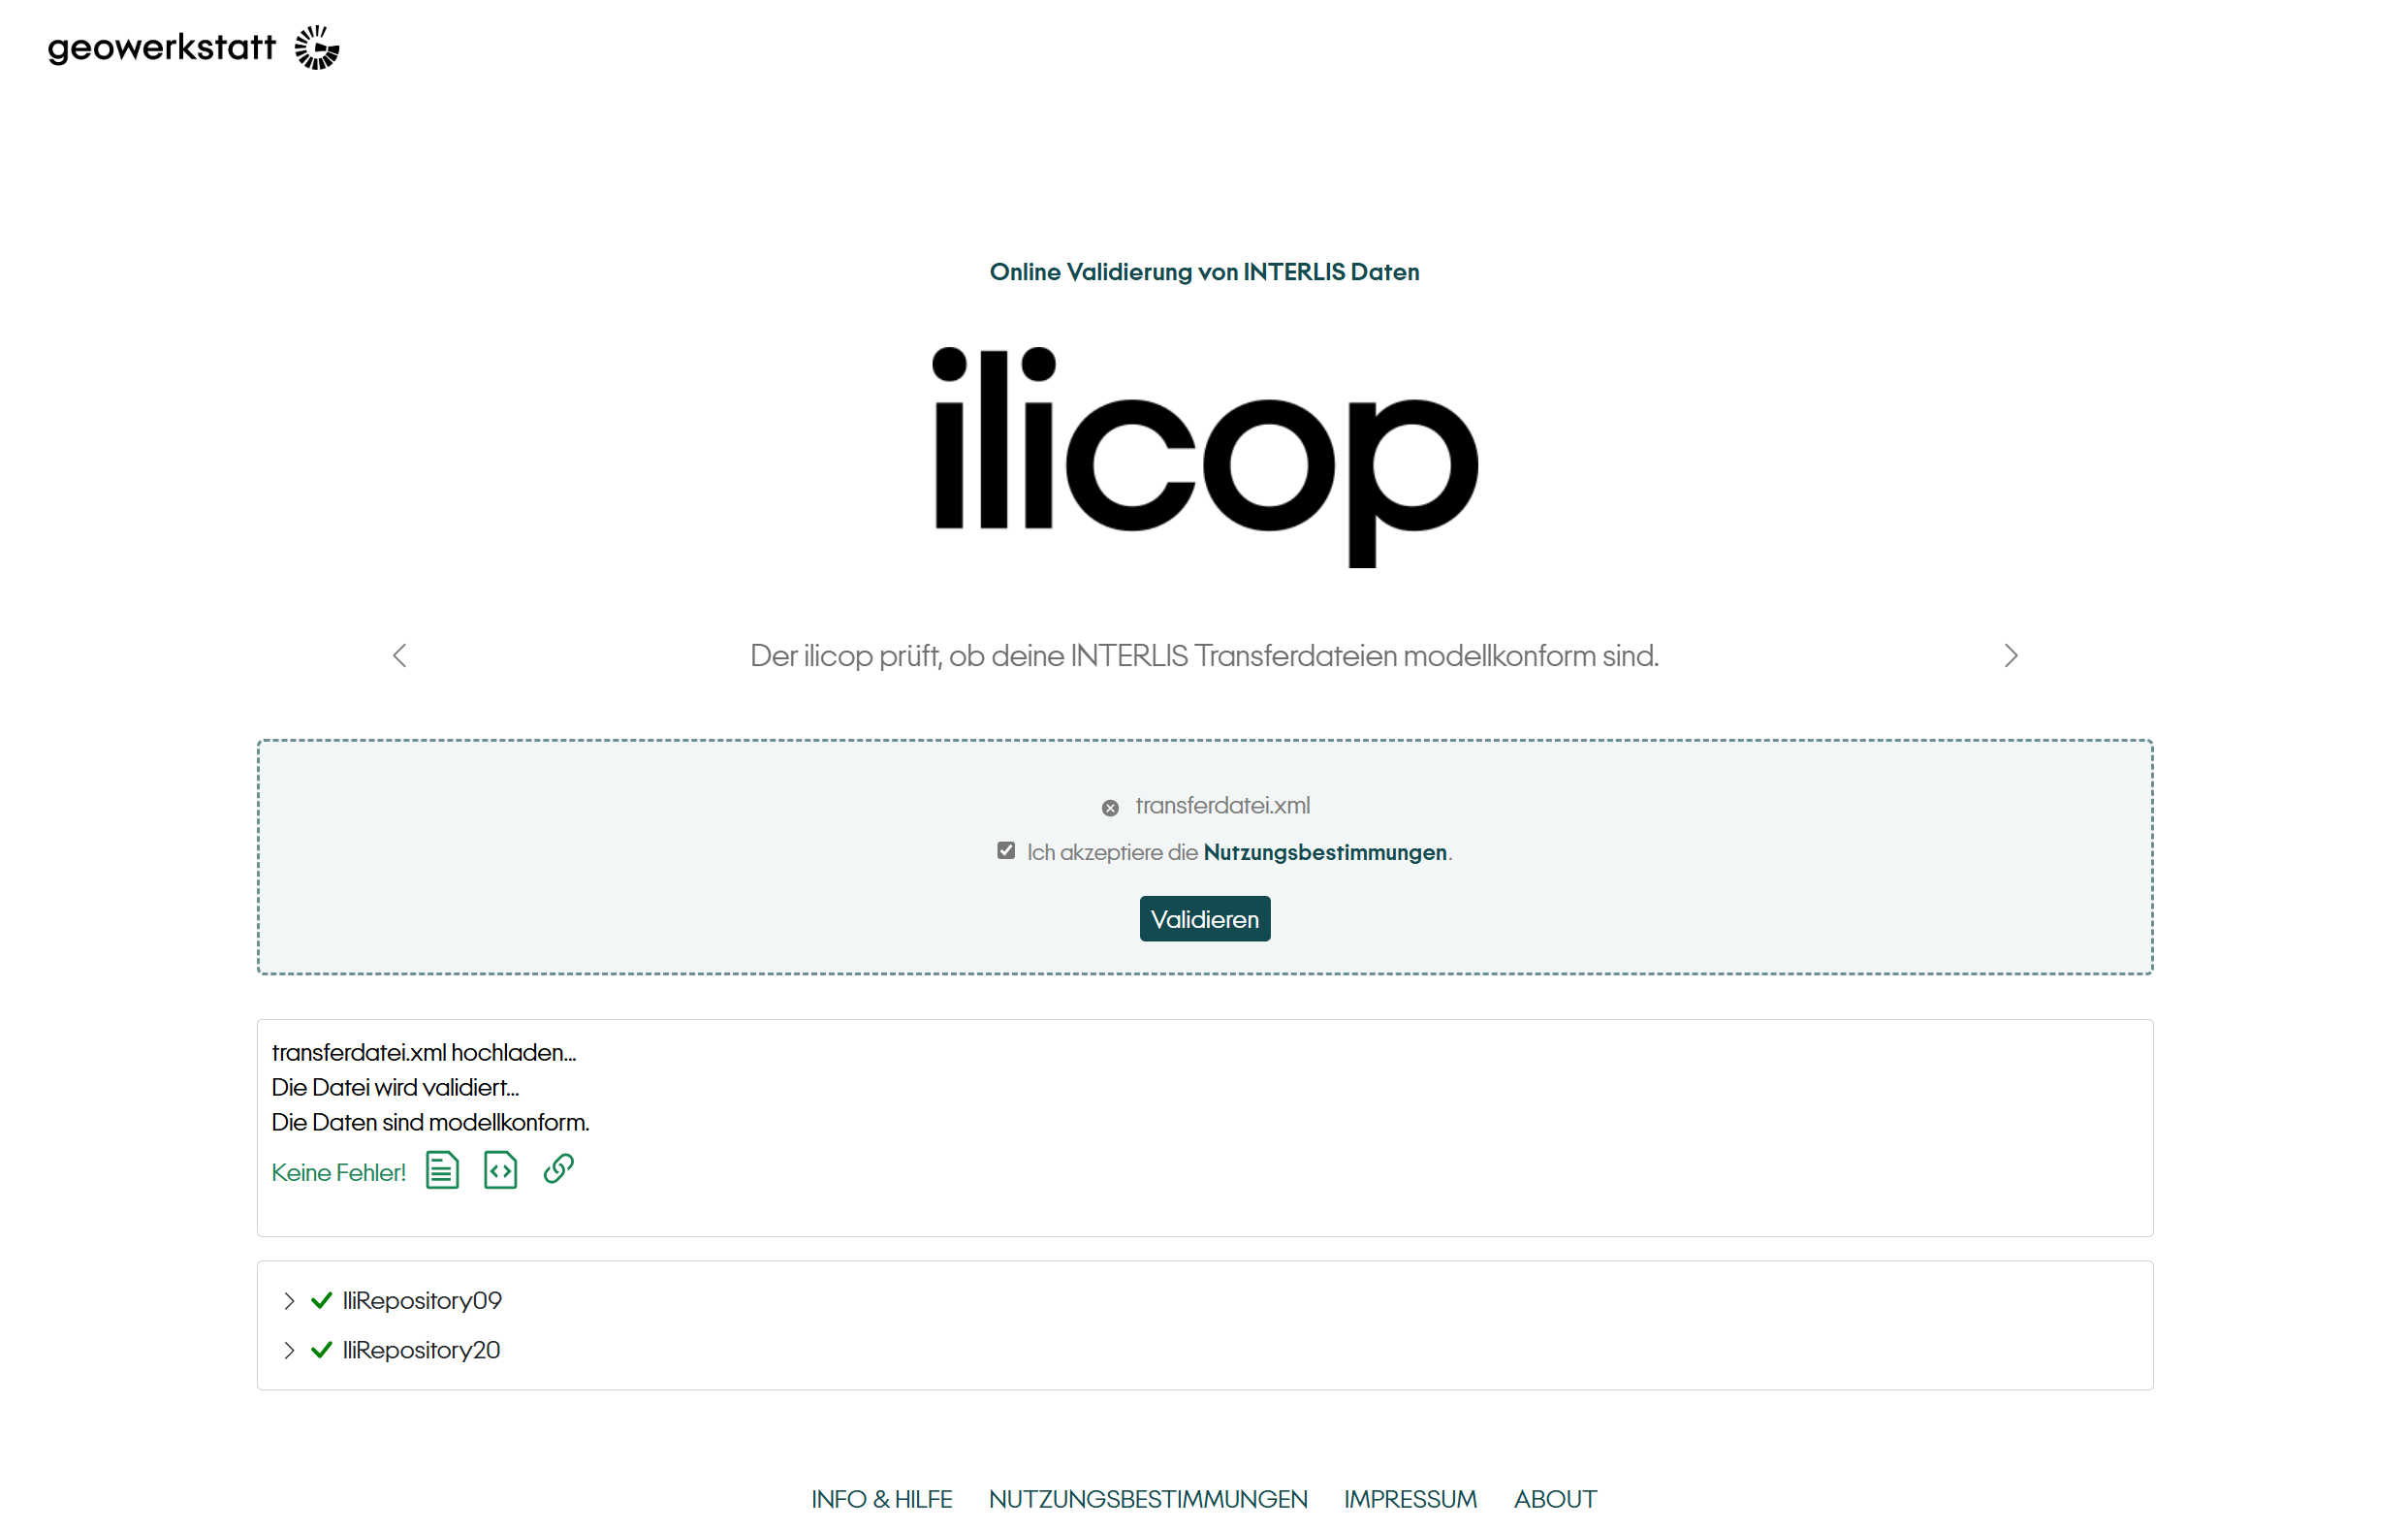 geowerkstatt
Online Validierung von INTERLIS Daten
ilicop
Der ilicop prüft, ob deine INTERLIS Transferdateien modellkonform sind.
transferdatei.xml
Ich akzeptiere die Nutzungsbestimmungen.
Validieren
transferdatei.xml hochladen...
Die Datei wird validiert...
Die Daten sind modellkonform.
Keine Fehler!
IliRepository09
IliRepository20
INFO & HILFE NUTZUNGSBESTIMMUNGEN IMPRESSUM ABOUT